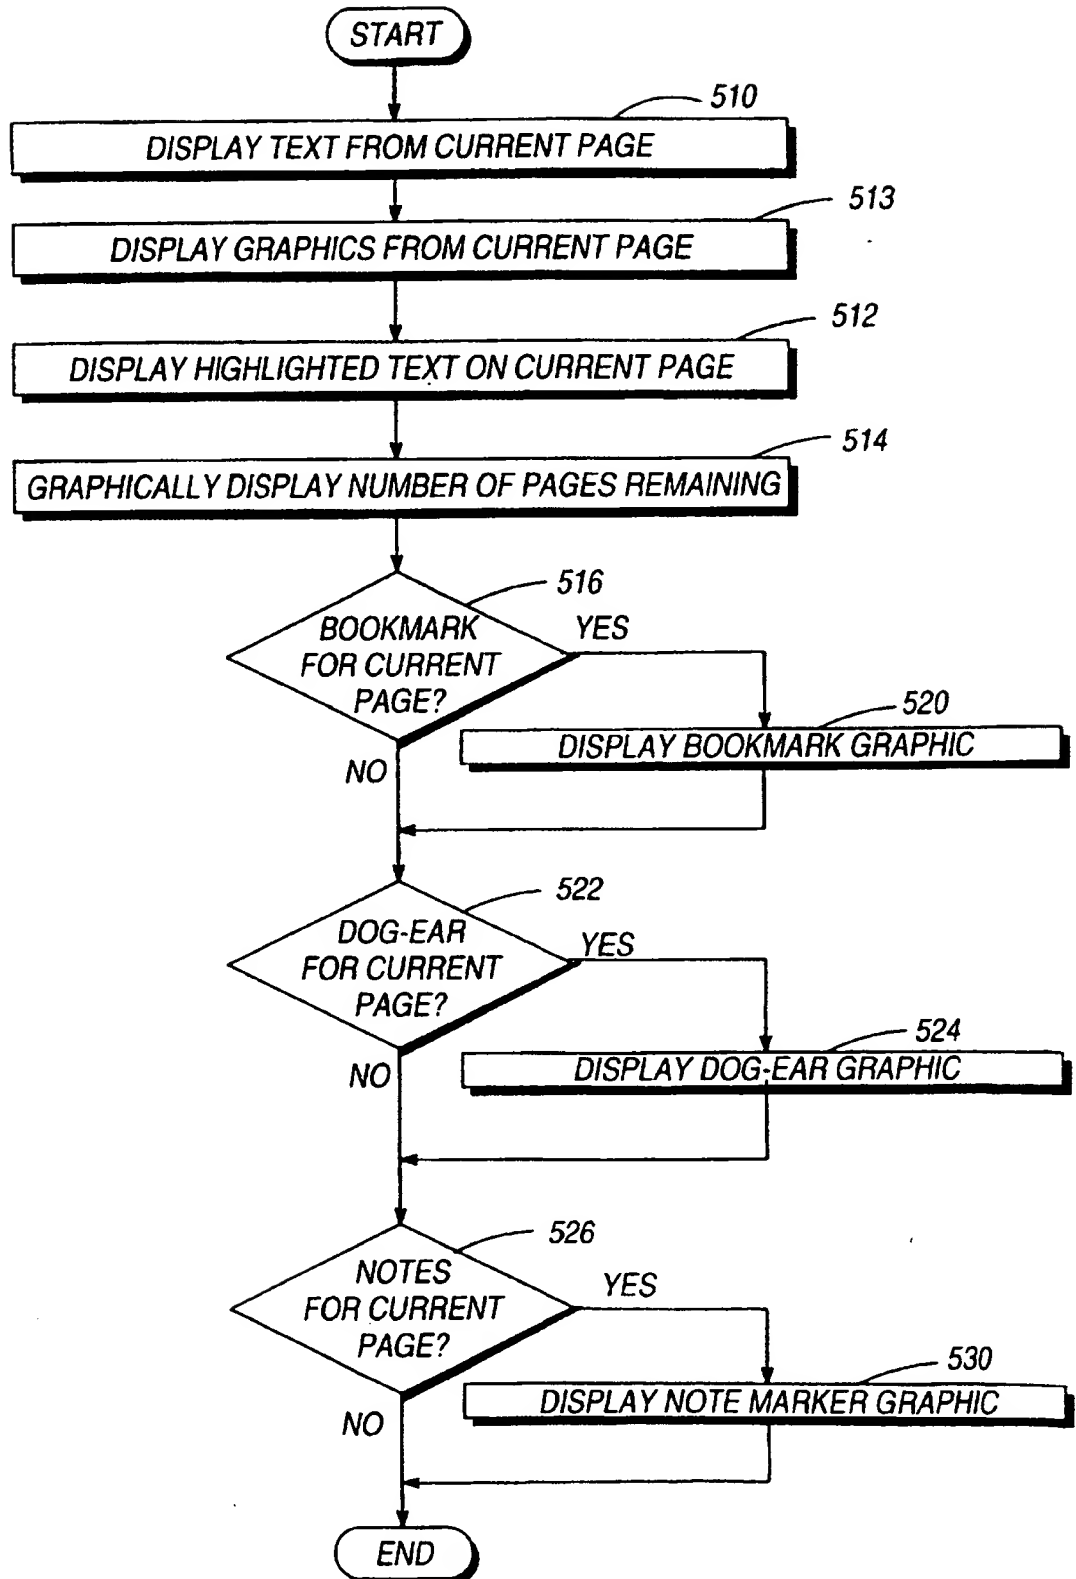 START
510
DISPLAY TEXT FROM CURRENT PAGE
513
DISPLAY GRAPHICS FROM CURRENT PAGE
512
DISPLAY HIGHLIGHTED TEXT ON CURRENT PAGE
514
GRAPHICALLY DISPLAY NUMBER OF PAGES REMAINING
516
BOOKMARK
FOR CURRENT
PAGE?
YES
520
DISPLAY BOOKMARK GRAPHIC
NO
522
DOG-EAR
FOR CURRENT
PAGE?
YES
524
DISPLAY DOG-EAR GRAPHIC
NO
526
NOTES
FOR CURRENT
PAGE?
YES
530
DISPLAY NOTE MARKER GRAPHIC
NO
END